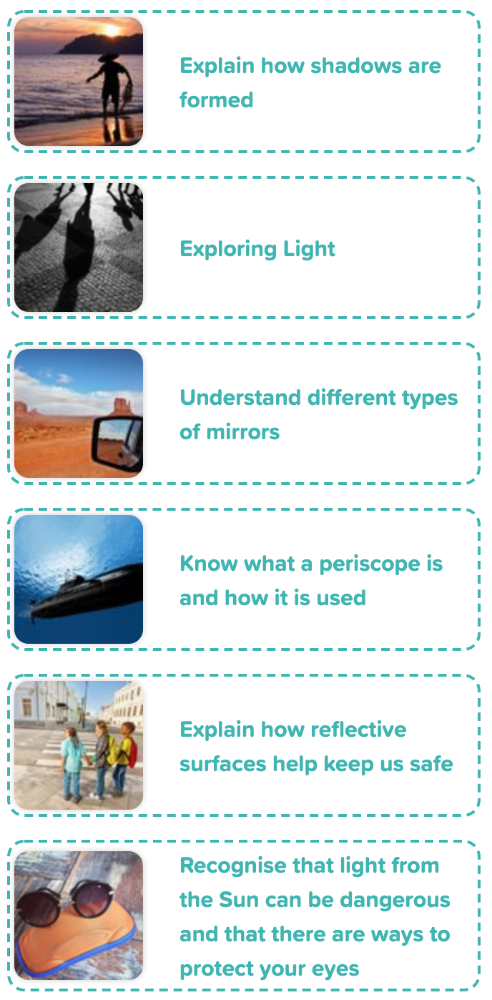 Explain how shadows are
formed
Exploring Light
Understand different types
of mirrors
Know what a periscope is
and how it is used
Explain how reflective
surfaces help keep us safe
Recognise that light from
the Sun can be dangerous
and that there are ways to
protect your eyes